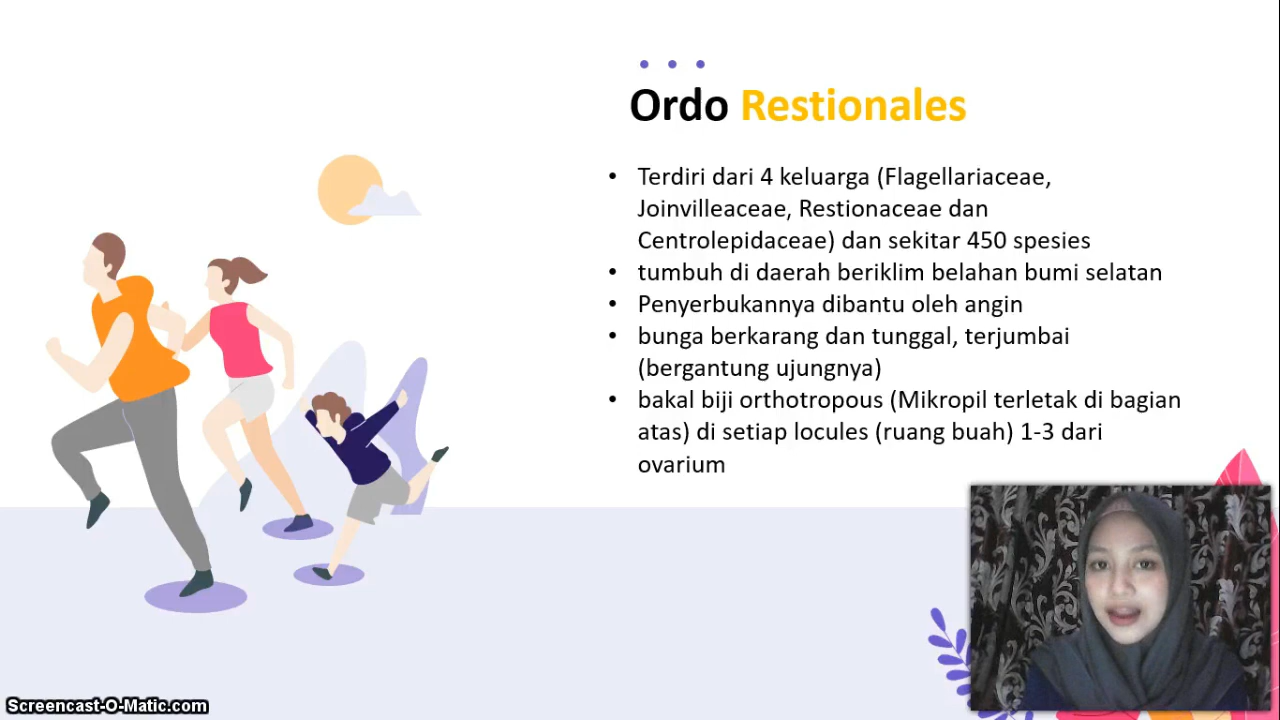 Ordo Restionales
• Terdiri dari 4 keluarga (Flagellariaceae,
Joinvilleaceae, Restionaceae dan
Centrolepidaceae) dan sekitar 450 spesies
• tumbuh di daerah beriklim belahan bumi selatan
• Penyerbukannya dibantu oleh angin
• bunga berkarang dan tunggal, terjumbai
(bergantung ujungnya)
• bakal biji orthotropous (Mikropil terletak di bagian
atas) di setiap locules (ruang buah) 1-3 dari
ovarium
Screencast-O-Matic.com